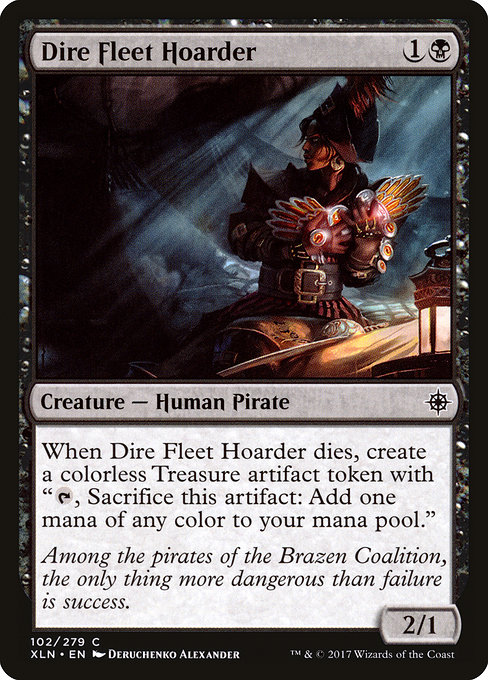 Dire Fleet Hoarder 1
Creature — Human Pirate
When Dire Fleet Hoarder dies, create
a colorless Treasure artifact token with
“, Sacrifice this artifact: Add one
mana of any color to your mana pool.”
Among the pirates of the Brazen Coalition,
the only thing more dangerous than failure
is success.
2/1
102/279 C
XLN • EN Deruchenko Alexander
™ & © 2017 Wizards of the Coast